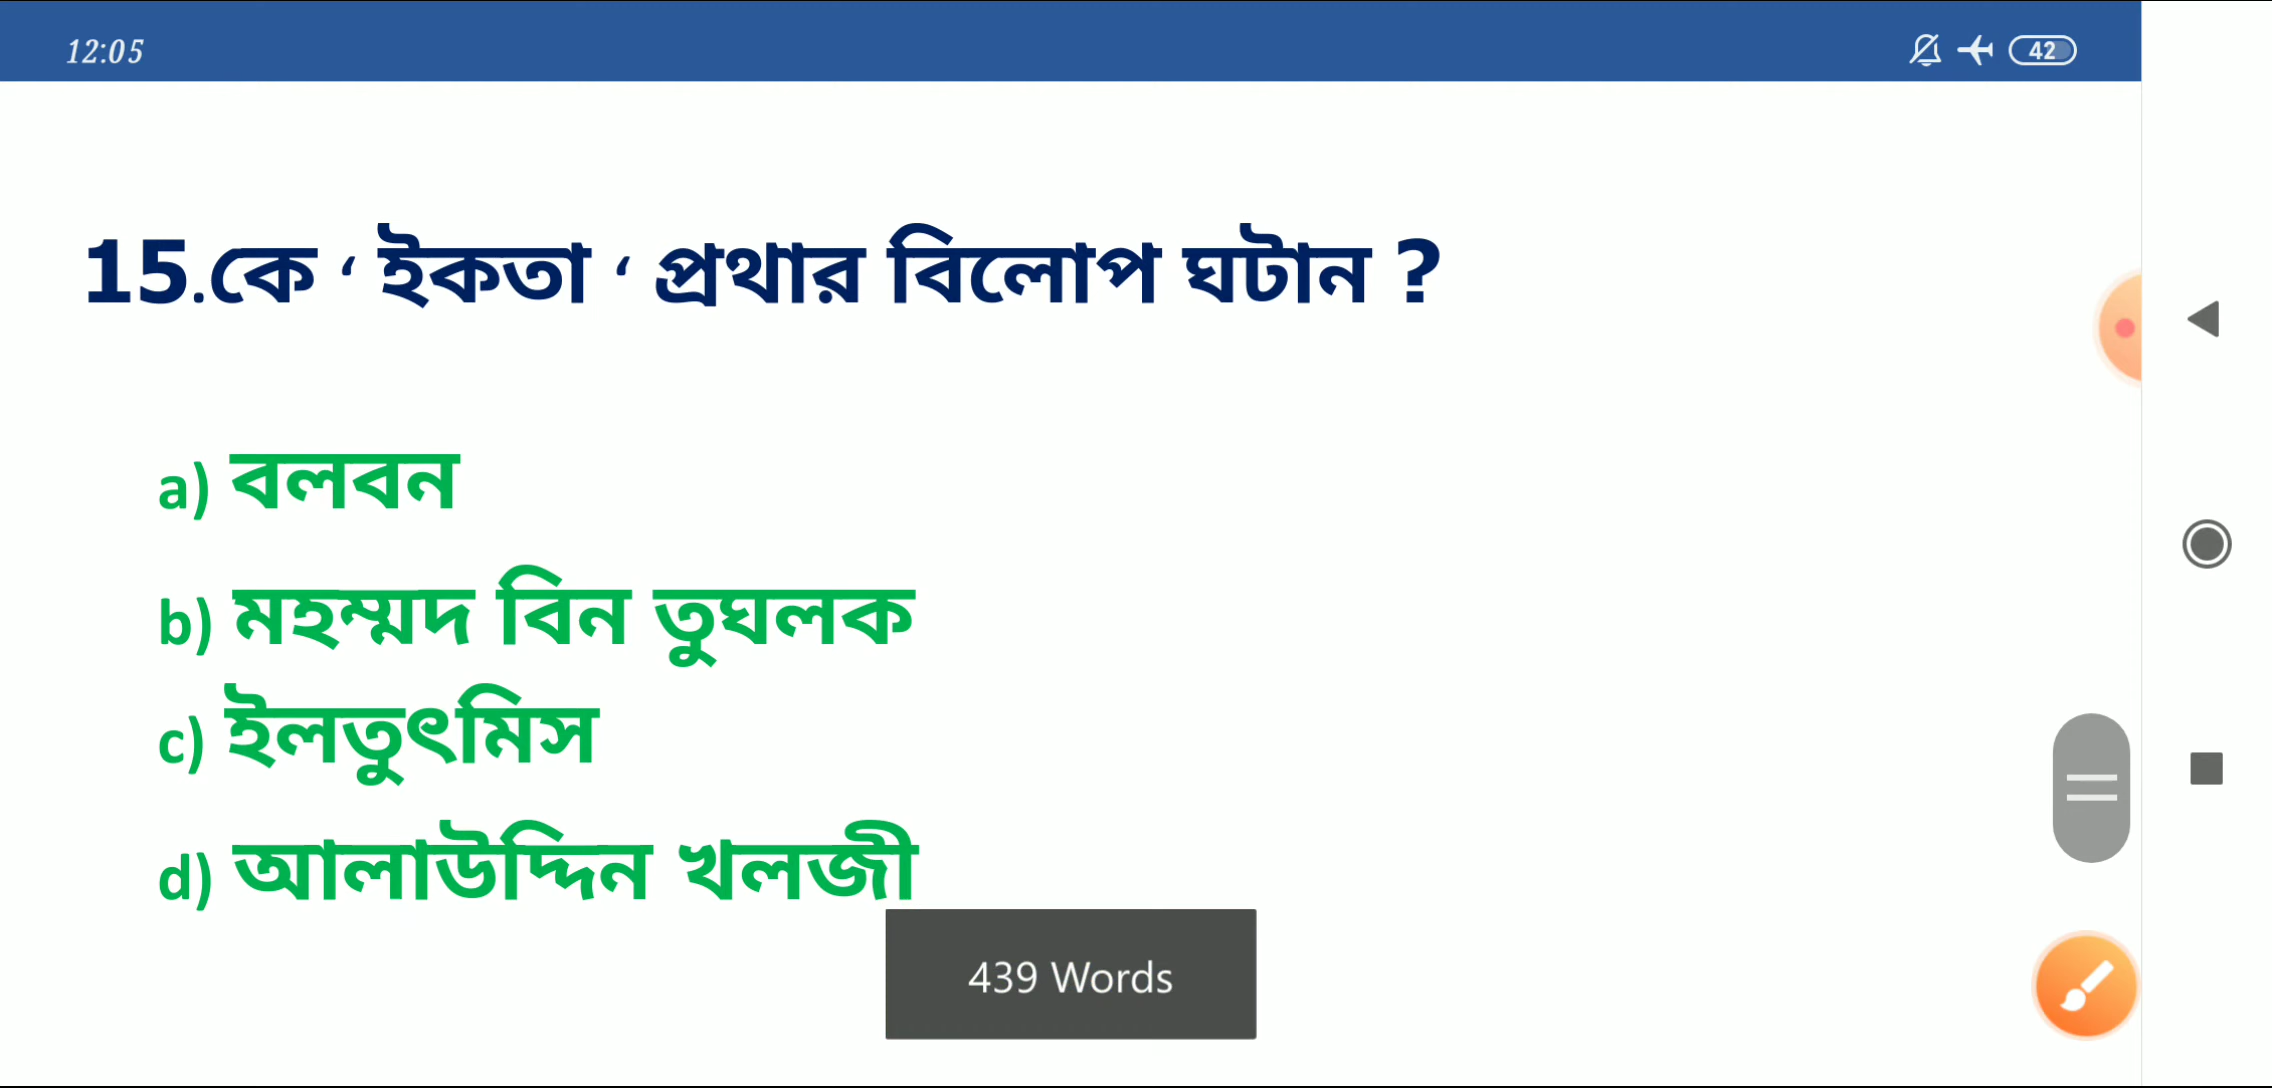 12:05
42
15.কে ‘ ইকতা ‘ প্রথার বিলোপ ঘটান ?
a) বলবন
b) মহম্মদ বিন তুঘলক
c) ইলতুৎমিস
d) আলাউদ্দিন খলজী
439 Words